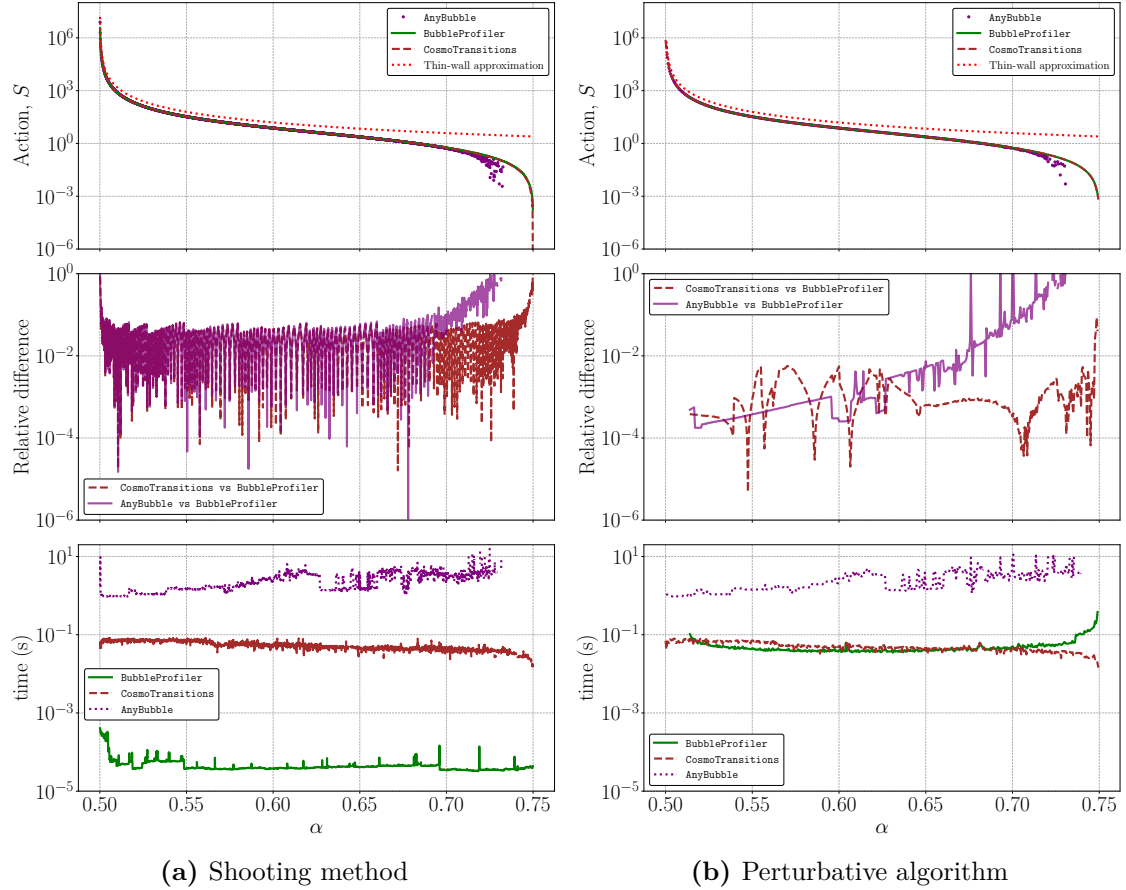 AnyBubble
BubbleProfiler
CosmoTransitions
Thin-wall approximation
Action, S
10^6
10^3
10^0
10^-3
10^-6
AnyBubble
BubbleProfiler
CosmoTransitions
Thin-wall approximation
Action, S
10^6
10^3
10^0
10^-3
10^-6
Relative difference
10^0
10^-2
10^-4
10^-6
CosmoTransitions vs BubbleProfiler
AnyBubble vs BubbleProfiler
Relative difference
10^0
10^-2
10^-4
10^-6
CosmoTransitions vs BubbleProfiler
AnyBubble vs BubbleProfiler
time (s)
10^1
10^-1
10^-3
10^-5
BubbleProfiler
CosmoTransitions
AnyBubble
0.50 0.55 0.60 0.65 0.70 0.75
α
time (s)
10^1
10^-1
10^-3
10^-5
BubbleProfiler
CosmoTransitions
AnyBubble
0.50 0.55 0.60 0.65 0.70 0.75
α
(a) Shooting method
(b) Perturbative algorithm